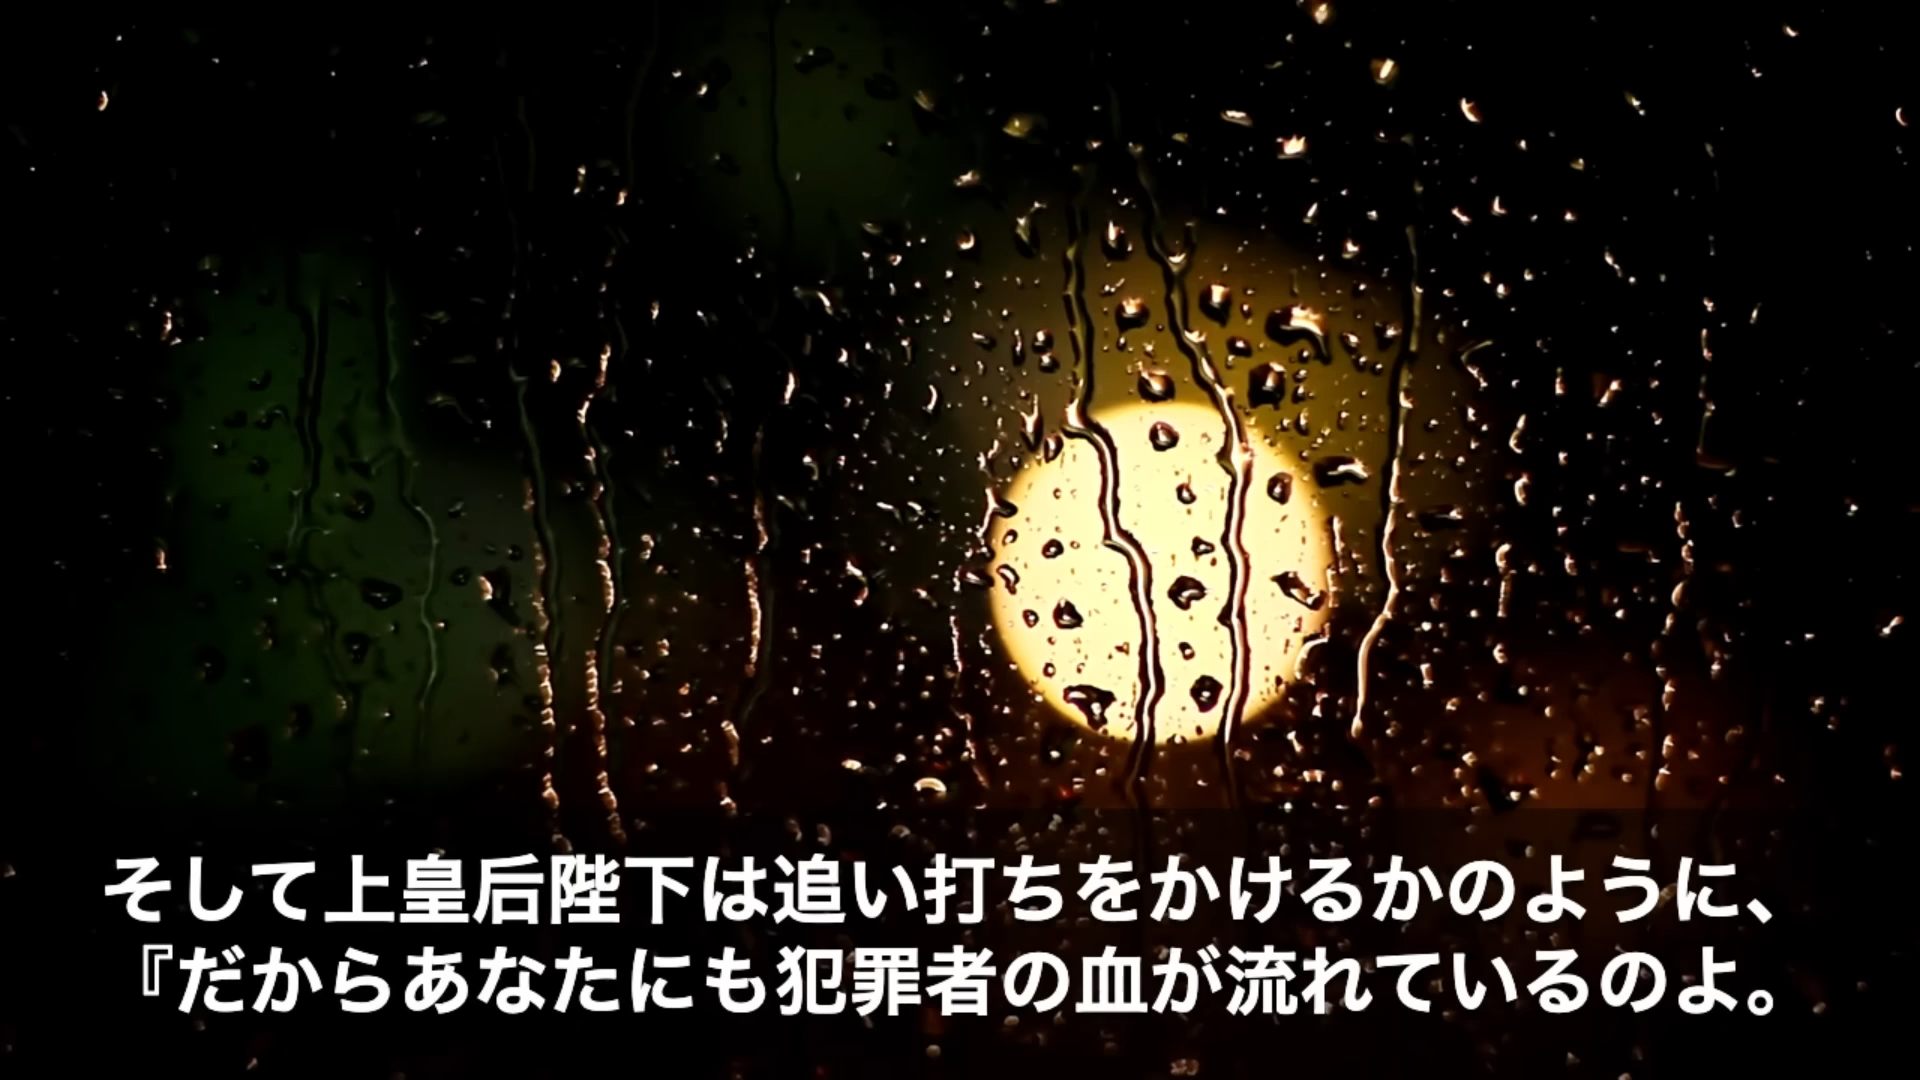 そして上皇后陛下は追い打ちをかけるかのように、
『だからあなたにも犯罪者の血が流れているのよ。